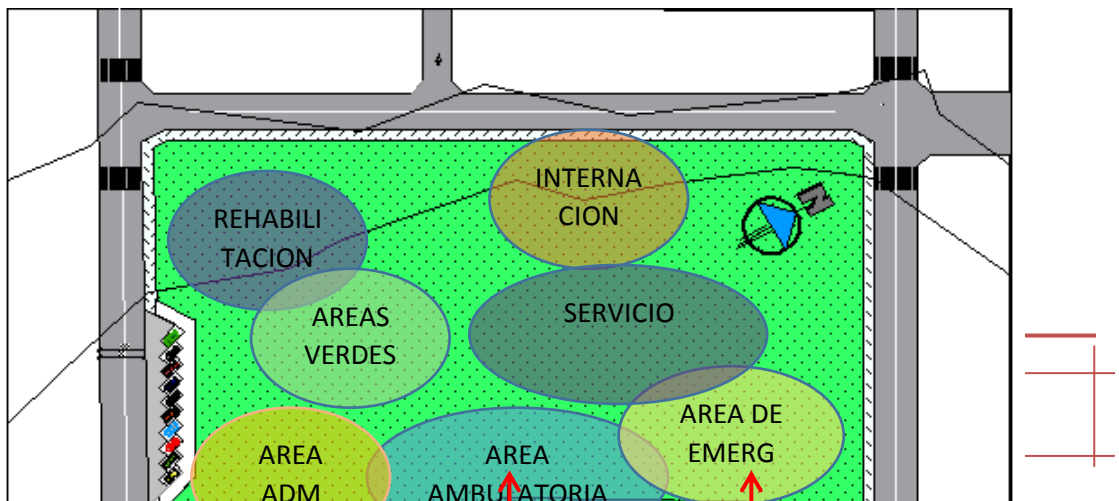 INTERNA
CION
N
REHABILI
TACION
SERVICIO
AREAS
VERDES
AREA DE
EMERG
AREA
ADM
AREA
AMBULATORIA